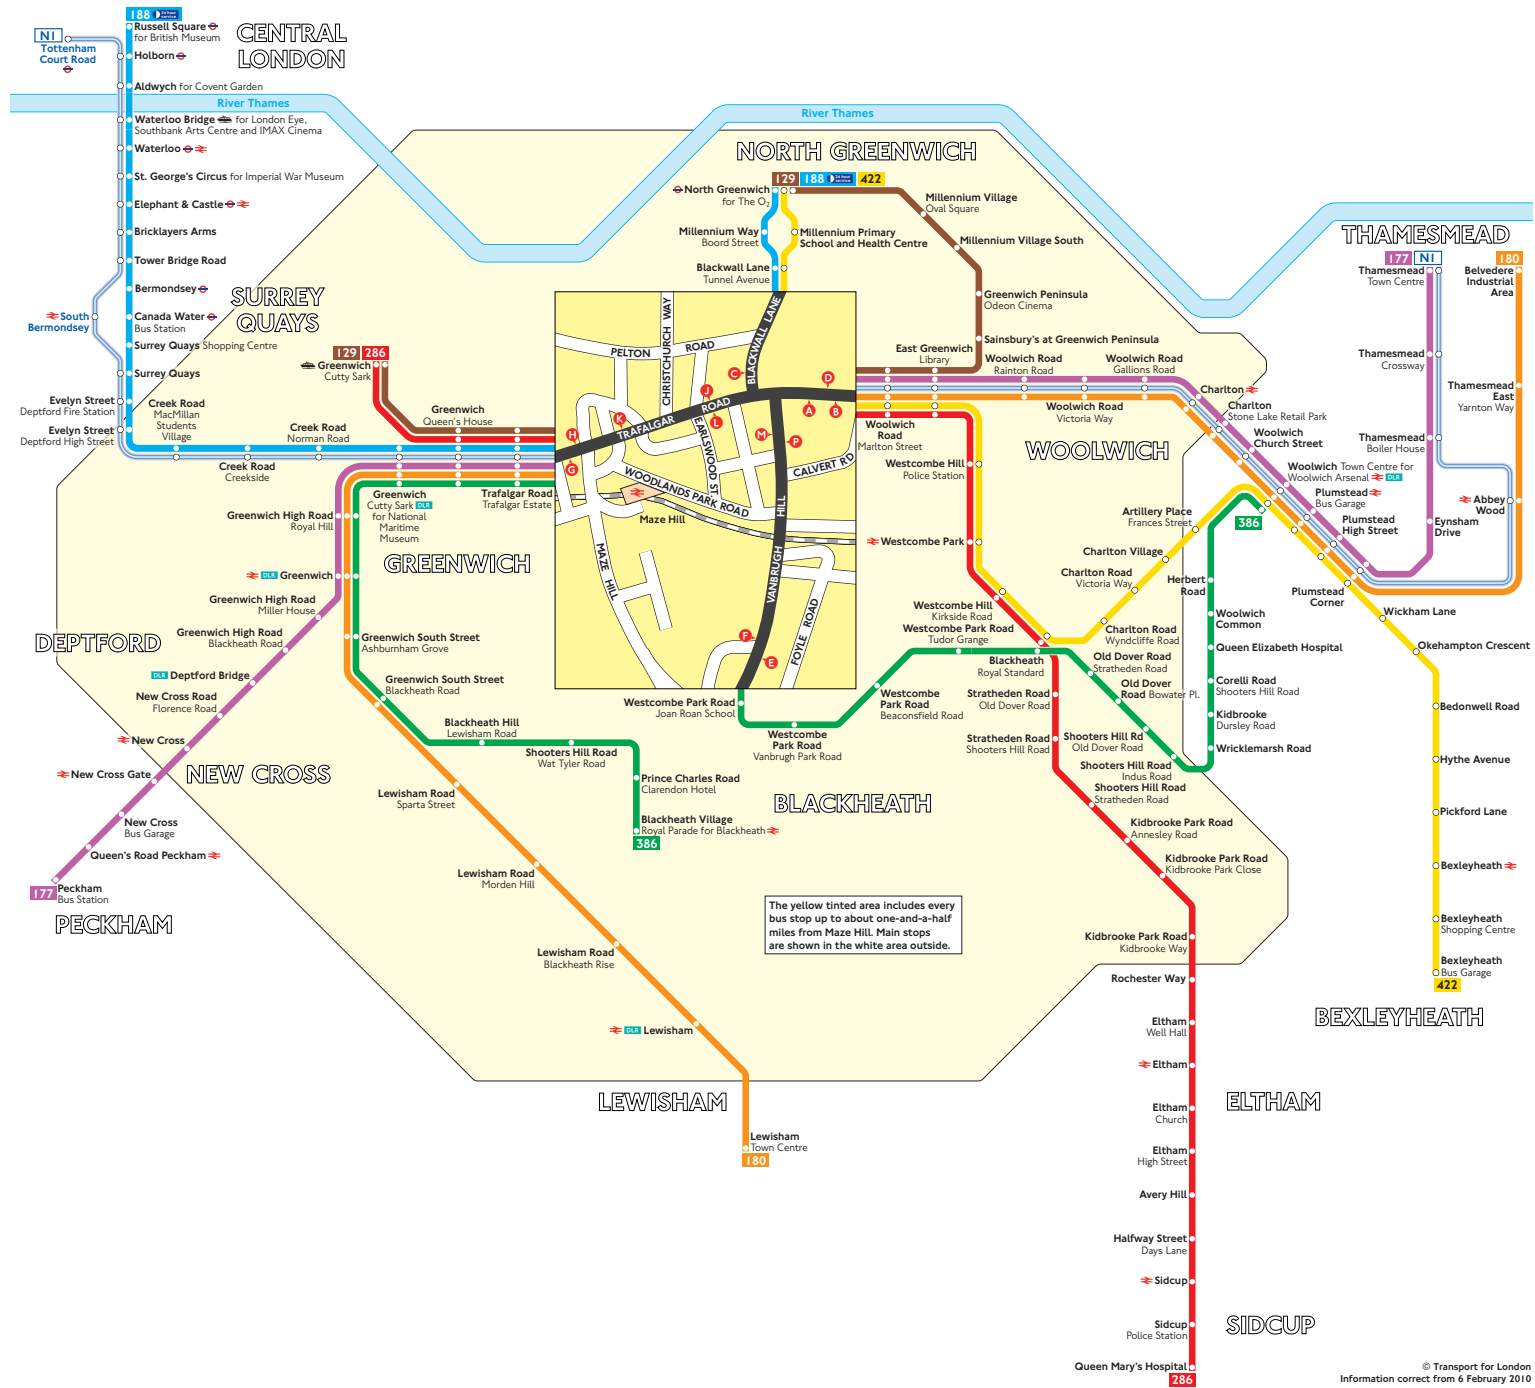 188 24 hour service
Russell Square
for British Museum
CENTRAL
LONDON
N1
Tottenham
Court Road
Holborn
Aldwych for Covent Garden
River Thames
Waterloo Bridge for London Eye,
Southbank Arts Centre and IMAX Cinema
Waterloo
St. George's Circus for Imperial War Museum
Elephant & Castle
Bricklayers Arms
Tower Bridge Road
Bermondsey
South
Bermondsey
Canada Water
Bus Station
Surrey Quays Shopping Centre
Surrey Quays
SURREY
QUAYS
Evelyn Street
Deptford Fire Station
Evelyn Street
Deptford High Street
Creek Road
MacMillan
Students
Village
129 286
Greenwich
Cutty Sark
Greenwich
Queen's House
Creek Road
Norman Road
Creek Road
Creekside
Greenwich
Cutty Sark DLR
for National
Maritime
Museum
Trafalgar Road
Trafalgar Estate
GREENWICH
Greenwich High Road
Royal Hill
DLR Greenwich
Greenwich High Road
Miller House
Greenwich High Road
Blackheath Road
DEPTFORD
DLR Deptford Bridge
New Cross Road
Florence Road
New Cross
New Cross Gate
NEW CROSS
New Cross
Bus Garage
Queen's Road Peckham
177
Peckham
Bus Station
PECKHAM
Greenwich South Street
Ashburnham Grove
Greenwich South Street
Blackheath Road
Blackheath Hill
Lewisham Road
Shooters Hill Road
Wat Tyler Road
Prince Charles Road
Clarendon Hotel
Blackheath Village
Royal Parade for Blackheath
386
Lewisham Road
Sparta Street
Lewisham Road
Morden Hill
Lewisham Road
Blackheath Rise
DLR Lewisham
LEWISHAM
Lewisham
Town Centre
180
River Thames
NORTH GREENWICH
129 188 24 hour service 422
North Greenwich
for The O2
Millennium Way
Boord Street
Millennium Primary
School and Health Centre
Blackwall Lane
Tunnel Avenue
Millennium Village
Oval Square
Millennium Village South
Greenwich Peninsula
Odeon Cinema
Sainsbury's at Greenwich Peninsula
PELTON ROAD
CHRISTCHURCH WAY
BLACKWALL LANE
TRAFALGAR ROAD
EARLSWOOD ST
WOODLANDS PARK ROAD
CALVERT RD
Maze Hill
MAZE HILL
VANBRUGH HILL
FOYLE ROAD
C
D
J
A
B
K
L
H
M
P
G
F
E
East Greenwich
Library
Woolwich Road
Rainton Road
Woolwich Road
Gallions Road
Woolwich Road
Victoria Way
Woolwich
Road
Marlton Street
Westcombe Hill
Police Station
Westcombe Park
Westcombe Hill
Kirkside Road
Westcombe Park Road
Tudor Grange
Blackheath
Royal Standard
Westcombe Park Road
Joan Roan School
Westcombe
Park Road
Vanbrugh Park Road
Westcombe
Park Road
Beaconsfield Road
BLACKHEATH
WOOLWICH
Charlton
Charlton
Stone Lake Retail Park
Woolwich
Church Street
Woolwich Town Centre for
Woolwich Arsenal DLR
Plumstead
Bus Garage
Plumstead
High Street
Artillery Place
Frances Street
Charlton Village
Charlton Road
Victoria Way
Charlton Road
Wyndcliffe Road
386
Herbert
Road
Woolwich
Common
Queen Elizabeth Hospital
Corelli Road
Shooters Hill Road
Kidbrooke
Dursley Road
Wricklemarsh Road
Old Dover Road
Stratheden Road
Old Dover
Road Bowater Pl.
Shooters Hill Rd
Old Dover Road
Shooters Hill Road
Indus Road
Stratheden Road
Old Dover Road
Stratheden Road
Shooters Hill Road
Shooters Hill Road
Stratheden Road
Kidbrooke Park Road
Annesley Road
Kidbrooke Park Road
Kidbrooke Park Close
Kidbrooke Park Road
Kidbrooke Way
Rochester Way
Eltham
Well Hall
Eltham
Eltham
Church
Eltham
High Street
ELTHAM
Avery Hill
Halfway Street
Days Lane
Sidcup
Sidcup
Police Station
SIDCUP
Queen Mary's Hospital
286
The yellow tinted area includes every
bus stop up to about one-and-a-half
miles from Maze Hill. Main stops
are shown in the white area outside.
THAMESMEAD
177 N1
180
Thamesmead
Town Centre
Belvedere
Industrial
Area
Thamesmead
Crossway
Thamesmead
East
Yarnton Way
Thamesmead
Boiler House
Abbey
Wood
Eynsham
Drive
Plumstead
Corner
Wickham Lane
Okehampton Crescent
Bedonwell Road
Hythe Avenue
Pickford Lane
Bexleyheath
Bexleyheath
Shopping Centre
Bexleyheath
Bus Garage
422
BEXLEYHEATH
© Transport for London
Information correct from 6 February 2010